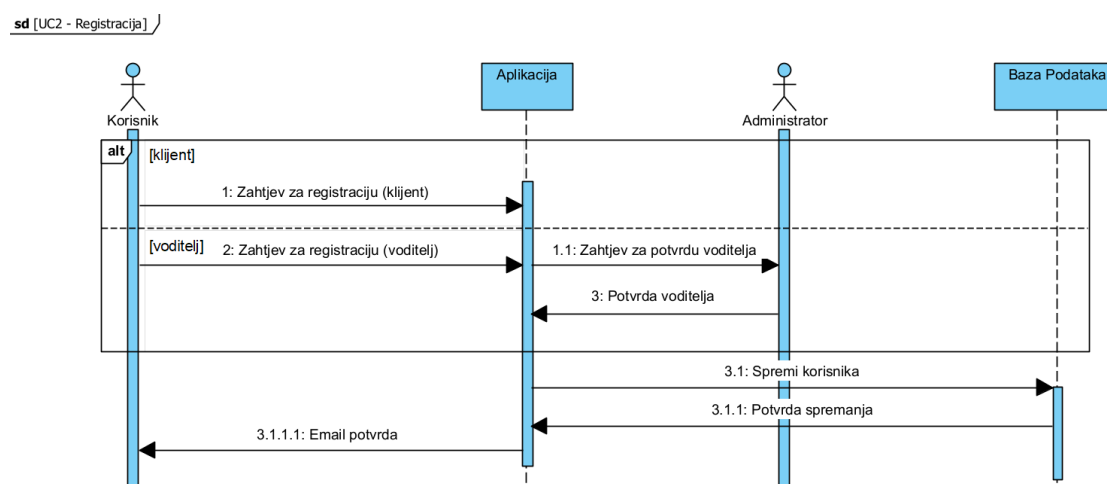 sd [UC2 - Registracija]
Korisnik
Aplikacija
Administrator
Baza Podataka
alt
[klijent]
1: Zahtjev za registraciju (klijent)
[voditelj]
2: Zahtjev za registraciju (voditelj)
1.1: Zahtjev za potvrdu voditelja
3: Potvrda voditelja
3.1: Spremi korisnika
3.1.1: Potvrda spremanja
3.1.1.1: Email potvrda